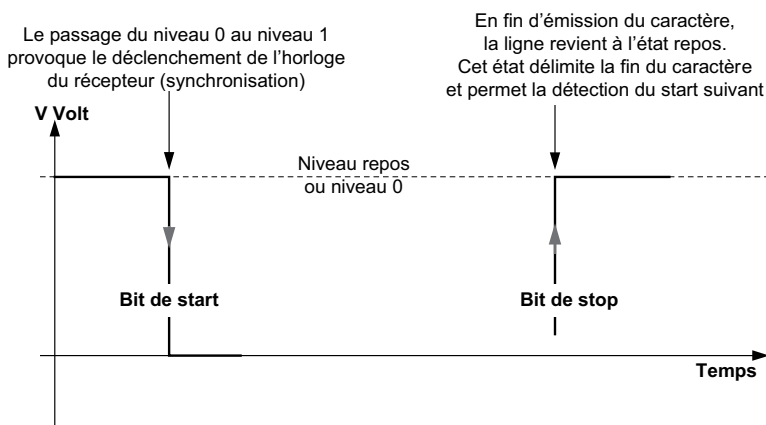 Le passage du niveau 0 au niveau 1
provoque le déclenchement de l'horloge
du récepteur (synchronisation)
En fin d'émission du caractère,
la ligne revient à l'état repos.
Cet état délimite la fin du caractère
et permet la détection du start suivant
V Volt
Niveau repos
ou niveau 0
Bit de start
Bit de stop
Temps